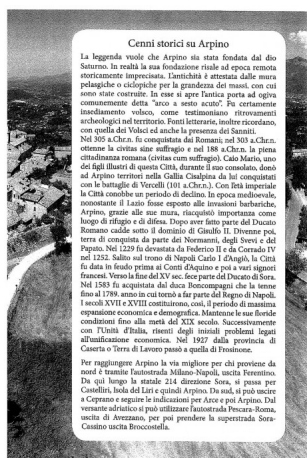 Cenni storici su Arpino
La leggenda vuole che Arpino sia stata fondata dal dio
Saturno. In realtà la sua fondazione risale ad epoca remota
storicamente imprecisata. L'antichità è attestata dalle mura
pelasgiche o ciclopiche per la grandezza dei massi, con cui
sono state costruite. In esse si apre l'antica porta ad ogiva
comunemente detta "arco a sesto acuto". Fu certamente
insediamento volsco, come testimoniano ritrovamenti
archeologici nel territorio. Fonti letterarie, inoltre ricordano,
con quella dei Volsci ed anche la presenza dei Sanniti.
Nel 305 a.Chr.n. fu conquistata dai Romani; nel 303 a.Chr.n.
ottenne la civitas sine suffragio e nel 188 a.Chr.n. la piena
cittadinanza romana (civitas cum suffragio). Caio Mario, uno
dei figli illustri di questa Città, durante il suo consolato, donò
ad Arpino territori nella Gallia Cisalpina da lui conquistati
con le battaglie di Vercelli (101 a.Chr.n.). Con l'età imperiale
la Città conobbe un periodo di declino. In epoca medioevale,
nonostante il Lazio fosse esposto alle invasioni barbariche,
Arpino, grazie alle sue mura, riacquistò importanza come
luogo di rifugio e di difesa. Dopo aver fatto parte del Ducato
Romano cadde sotto il dominio di Gisulfo II. Divenne poi,
terra di conquista da parte dei Normanni, degli Svevi e del
Papato. Nel 1229 fu devastata da Federico II e da Corrado IV
nel 1252. Salito sul trono di Napoli Carlo I d'Angiò, la Città
fu data in feudo prima ai Conti d'Aquino e poi a vari signori
francesi. Verso la fine del XV sec. fece parte del Ducato di Sora.
Nel 1583 fu acquistata dal duca Boncompagni che la tenne
fino al 1789, anno in cui tornò a far parte del Regno di Napoli.
I secoli XVII e XVIII costituirono, così, il periodo di massima
espansione economica e demografica. Mantenne le sue floride
condizioni fino alla metà del XIX secolo. Successivamente
con l'Unità d'Italia, risentì degli iniziali problemi legati
all'unificazione economica. Nel 1927 dalla provincia di
Caserta o Terra di Lavoro passò a quella di Frosinone.
Per raggiungere Arpino la via migliore per chi proviene da
nord è tramite l'autostrada Milano-Napoli, uscita Ferentino.
Da qui lungo la statale 214 direzione Sora, si passa per
Castelliri, Isola del Liri e quindi Arpino. Da sud, si può uscire
a Ceprano e seguire le indicazioni per Arce e poi Arpino. Dal
versante adriatico si può utilizzare l'autostrada Pescara-Roma,
uscita di Avezzano, per poi prendere la superstrada Sora-
Cassino uscita Broccostella.